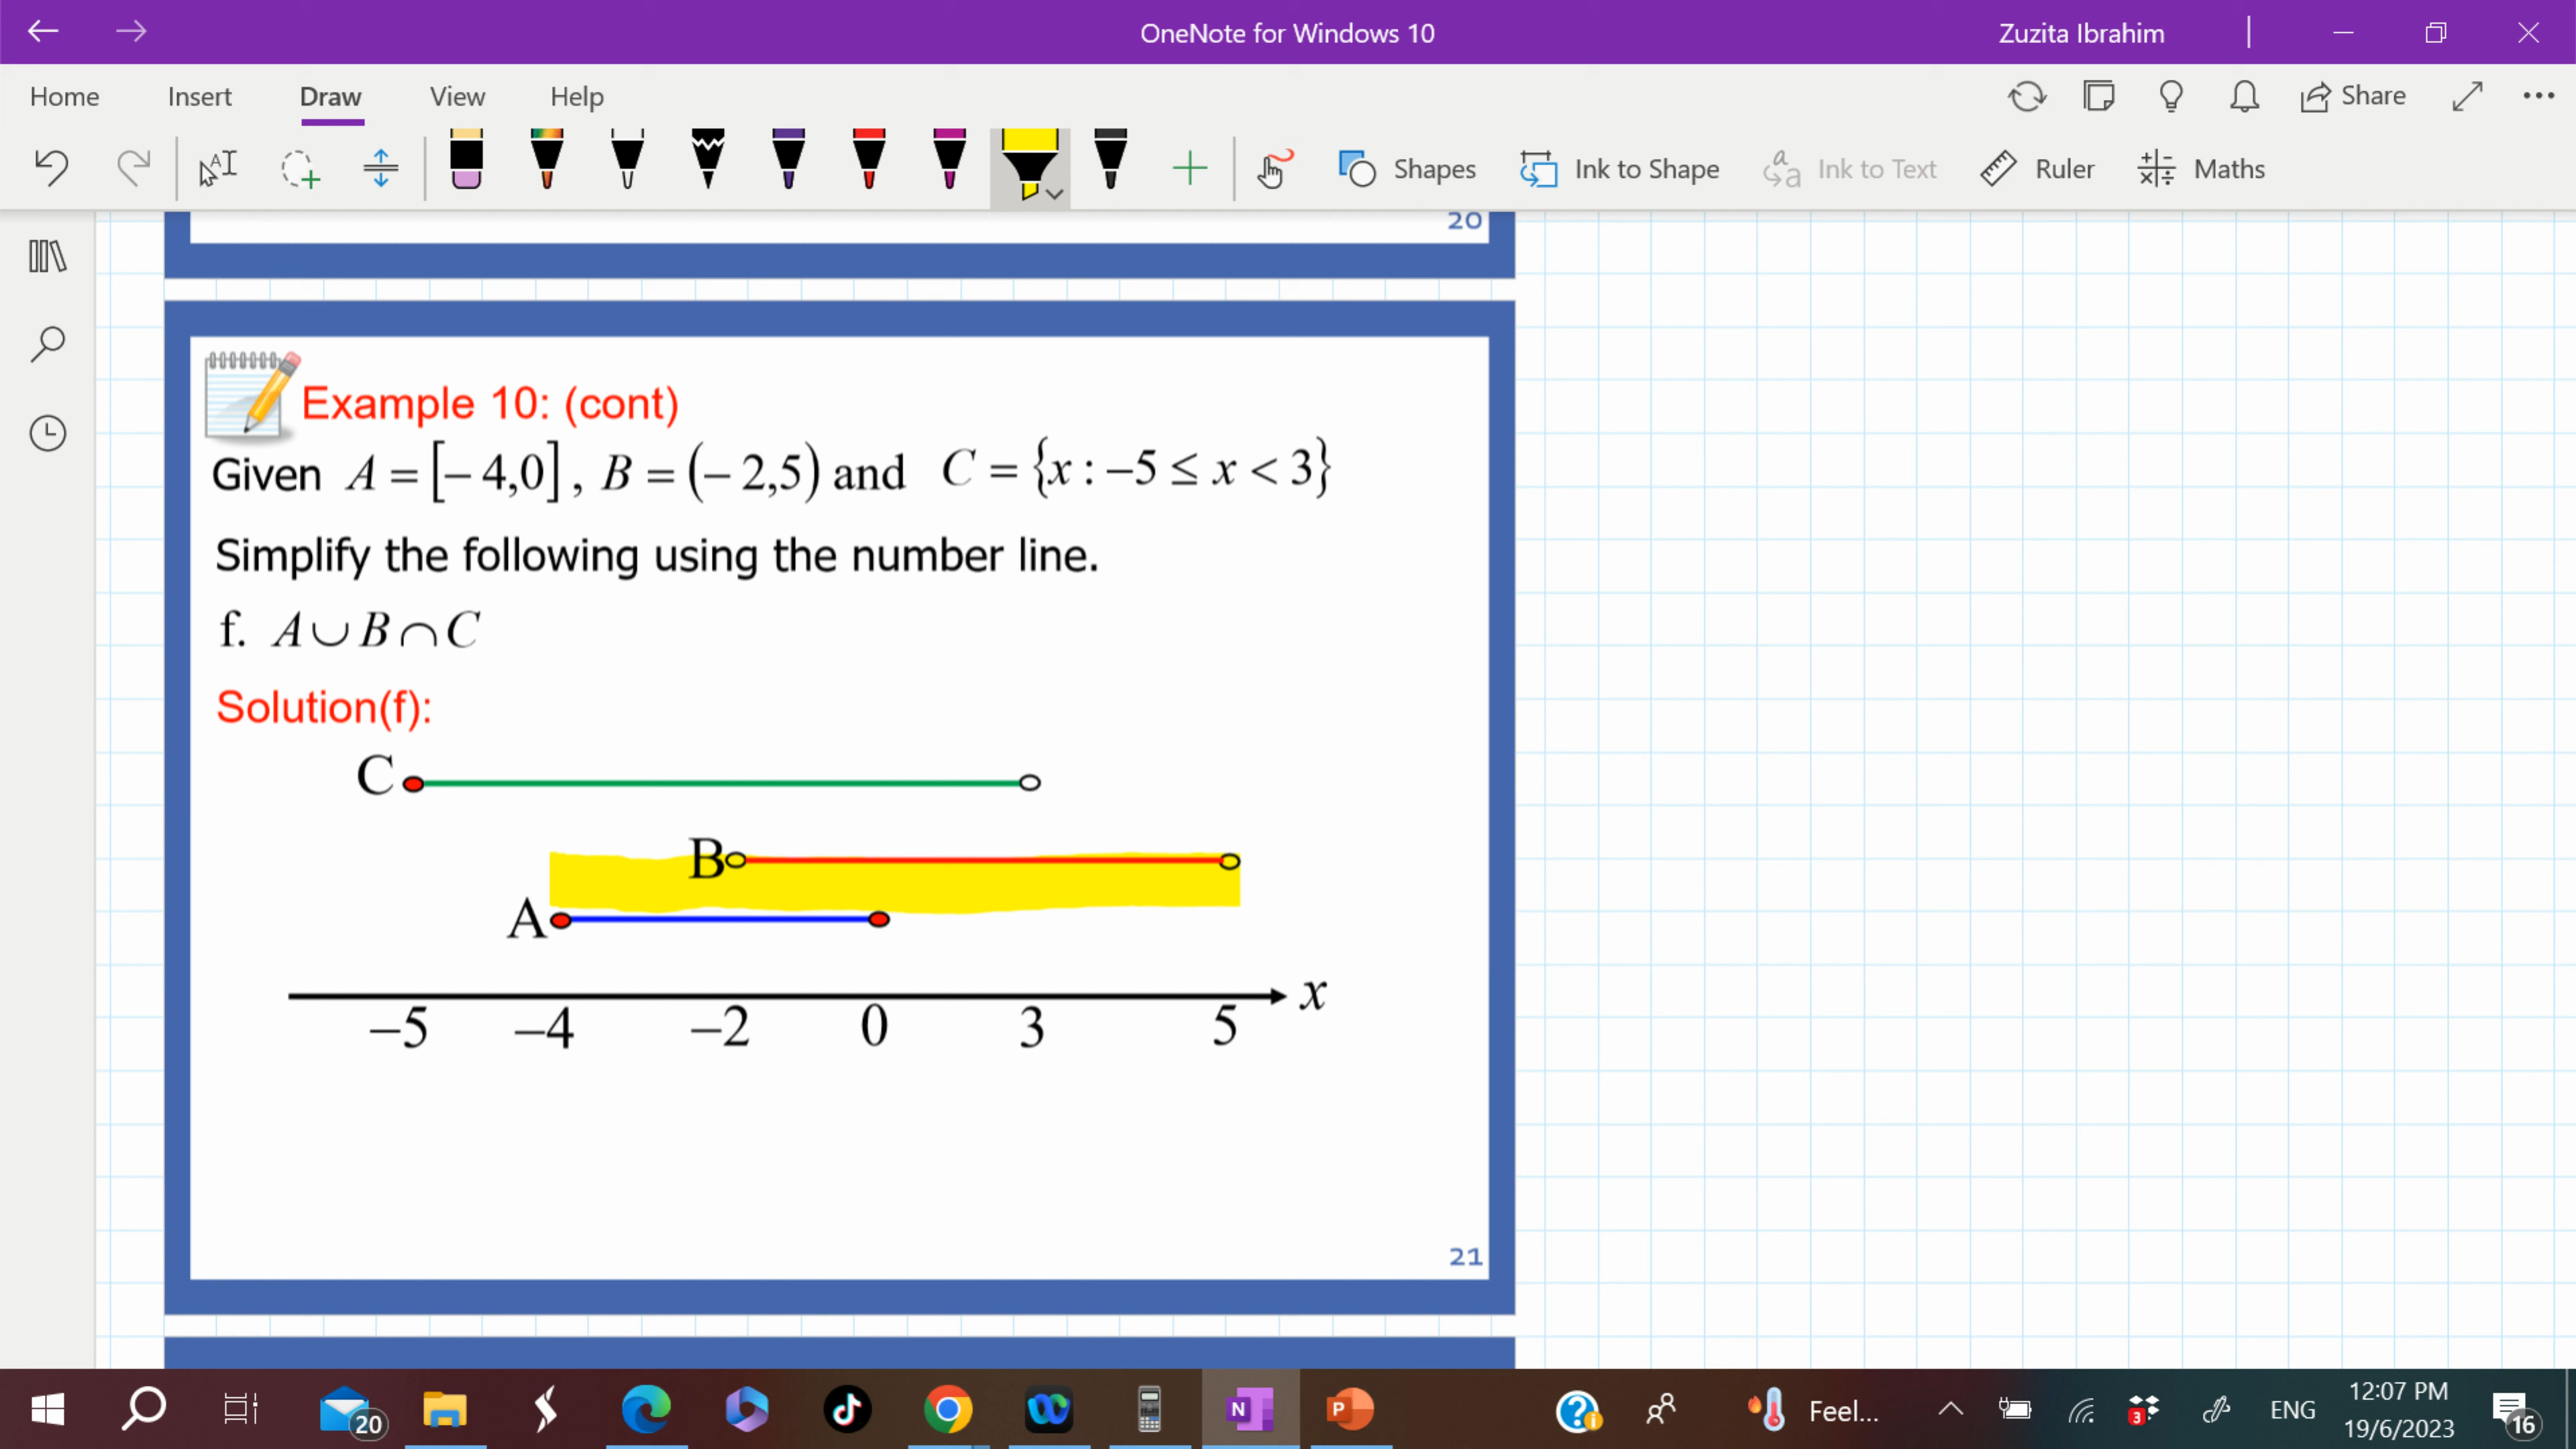 OneNote for Windows 10
Zuzita Ibrahim
Home Insert Draw View Help
Share
Shapes Ink to Shape Ink to Text Ruler Maths
20
Example 10: (cont)
Given A = [– 4,0] , B = (– 2,5) and C = {x : –5 ≤ x < 3}
Simplify the following using the number line.
f. A ∪ B ∩ C
Solution(f):
C
B
A
x
–5 –4 –2 0 3 5
21
20
N
P
Feel...
3
ENG
12:07 PM
19/6/2023
16